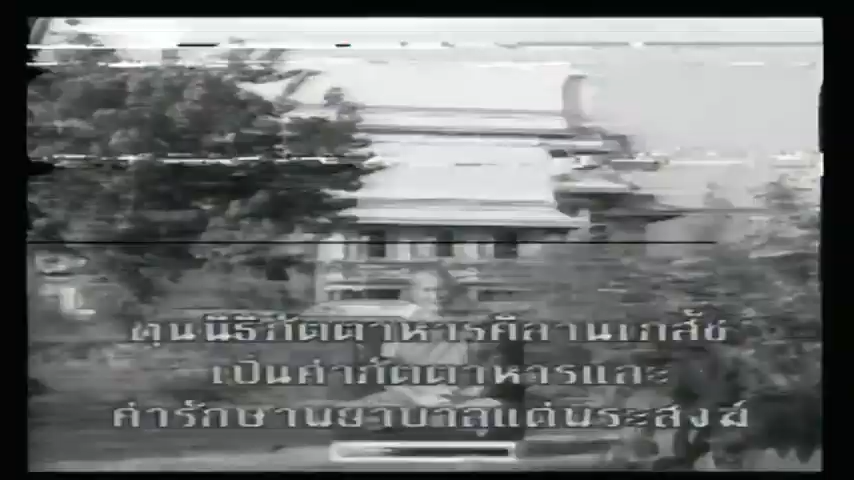 ทุนนิธิภัตตาหารคิลานเภสัช
เป็นค่าภัตตาหารและ
ค่ารักษาพยาบาลแด่พระสงฆ์